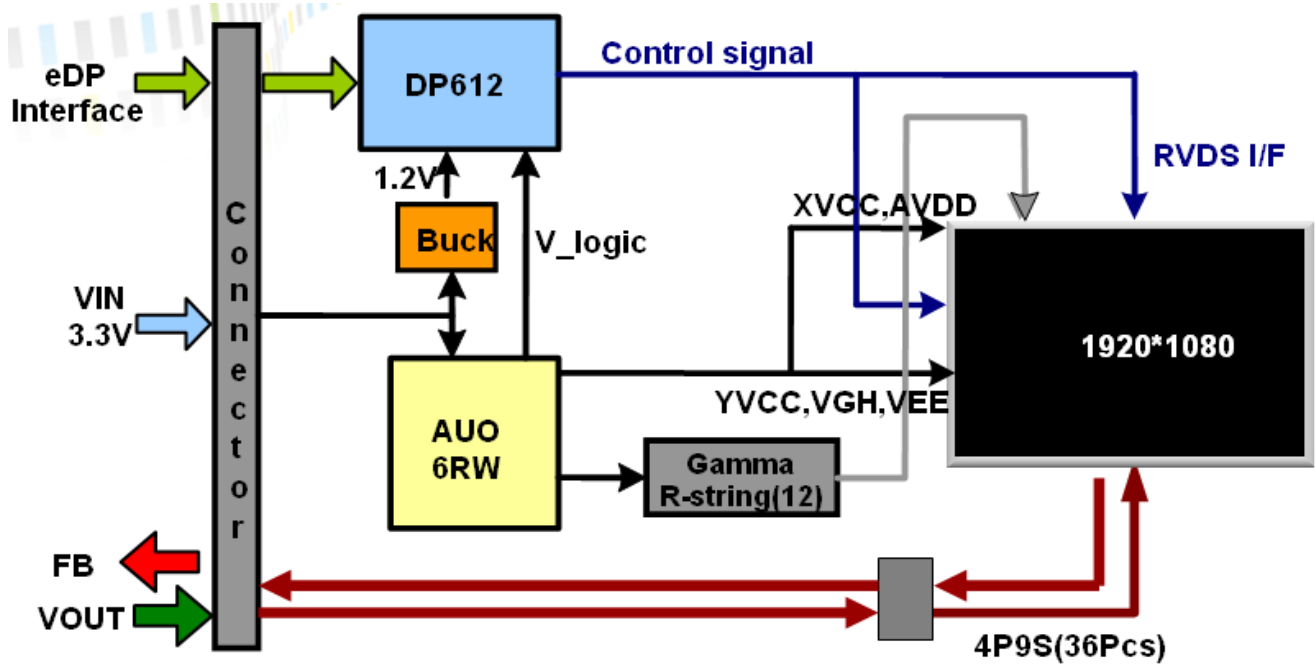 eDP
Interface
DP612
Control signal
RVDS I/F
1.2V
Connector
Buck
V_logic
XVCC,AVDD
VIN
3.3V
1920*1080
YVCC,VGH,VEE
AUO
6RW
Gamma
R-string(12)
FB
VOUT
4P9S(36Pcs)